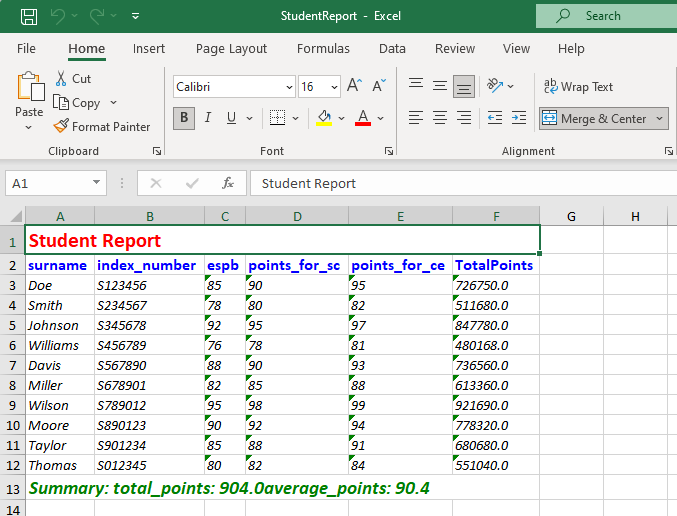 StudentReport - Excel
Search
File Home Insert Page Layout Formulas Data Review View Help
Paste
Cut
Copy
Format Painter
Clipboard
Calibri 16 A^ A
B I U A
Font
ab Wrap Text
Merge & Center
Alignment
A1 fx Student Report
A B C D E F G H
1 Student Report
2 surname index_number espb points_for_sc points_for_ce TotalPoints
3 Doe S123456 85 90 95 726750.0
4 Smith S234567 78 80 82 511680.0
5 Johnson S345678 92 95 97 847780.0
6 Williams S456789 76 78 81 480168.0
7 Davis S567890 88 90 93 736560.0
8 Miller S678901 82 85 88 613360.0
9 Wilson S789012 95 98 99 921690.0
10 Moore S890123 90 92 94 778320.0
11 Taylor S901234 85 88 91 680680.0
12 Thomas S012345 80 82 84 551040.0
13 Summary: total_points: 904.0average_points: 90.4
14